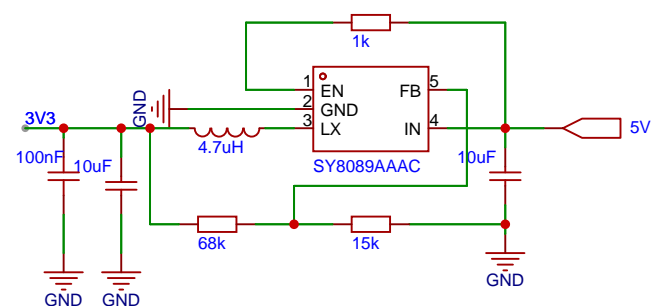 1k
1
EN
FB
5
GND
2
GND
3V3
3
LX
IN
4
5V
4.7uH
100nF
10uF
SY8089AAAC
10uF
68k
15k
GND
GND
GND